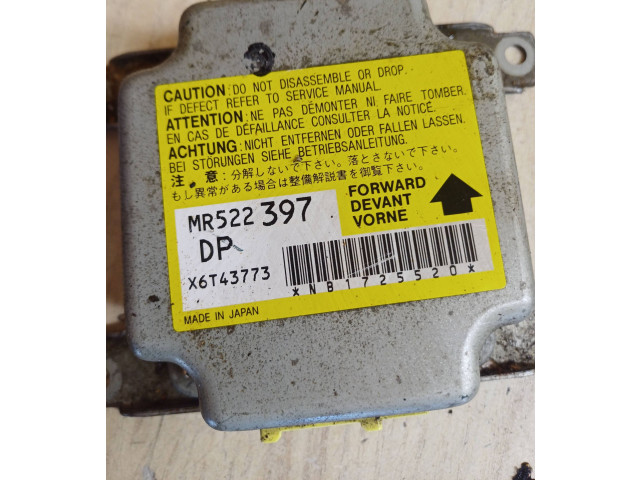 CAUTION: DO NOT DISASSEMBLE OR DROP.
IF DEFECT REFER TO SERVICE MANUAL.
ATTENTION: NE PAS DÉMONTER NI FAIRE TOMBER.
EN CAS DE DÉFAILLANCE CONSULTER LA NOTICE.
ACHTUNG: NICHT ENTFERNEN ODER FALLEN LASSEN.
BEI STÖRUNGEN SIEHE BETRIEBSANLEITUNG.
注 意: 分解しないで下さい。落とさないで下さい。
もし異常がある場合は整備解説書を御覧下さい。
MR522 397
DP
X6T43773
FORWARD
DEVANT
VORNE
*NB1725520*
MADE IN JAPAN